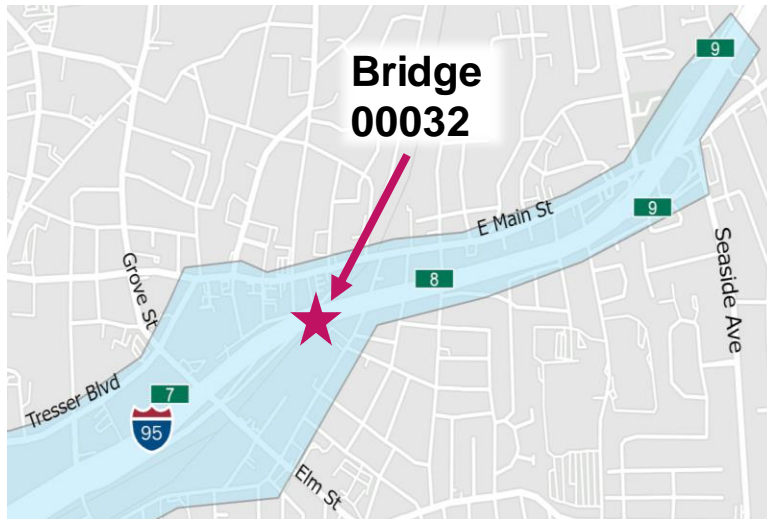 Bridge
00032
9
E Main St
9
Grove St
8
Seaside Ave
Tresser Blvd
7
95
Elm St